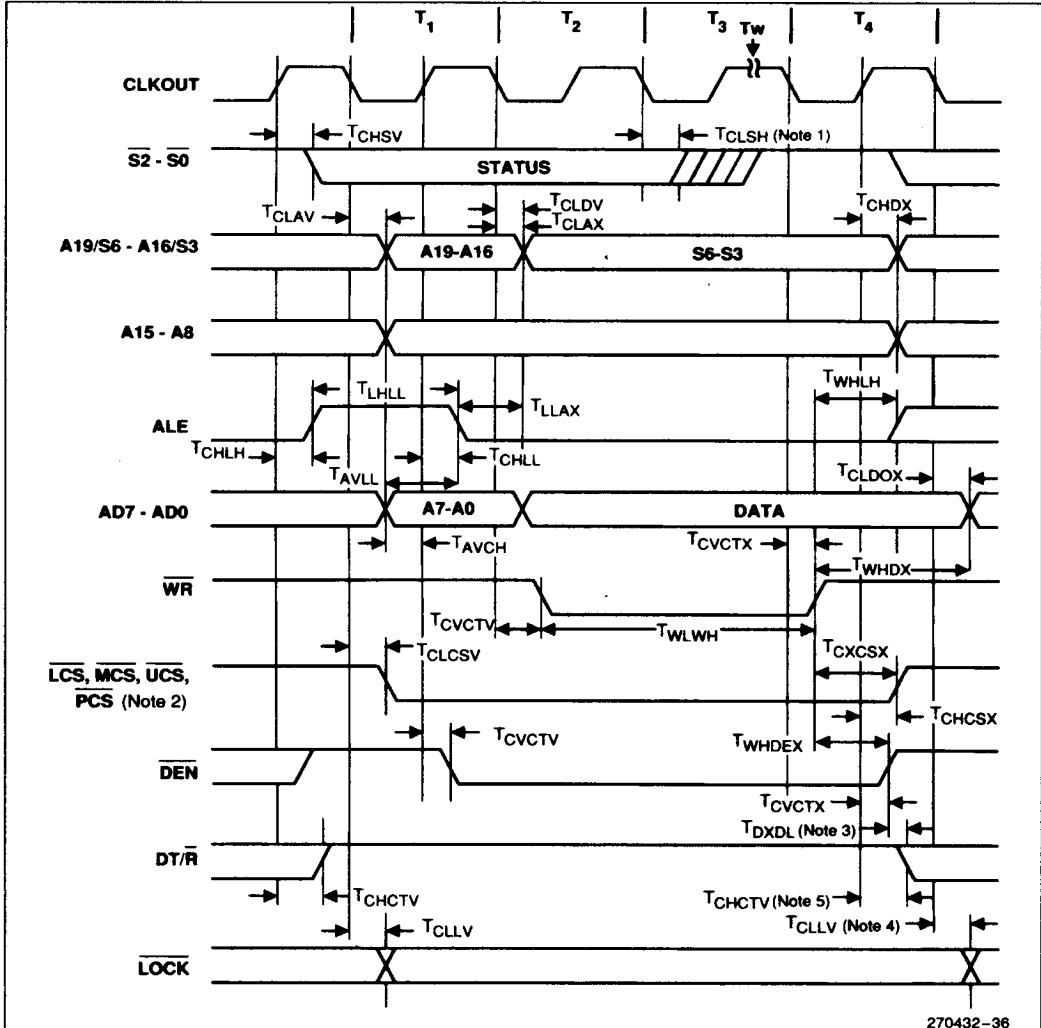 T1 T2 T3 T4
Tw
CLKOUT
TCHSV TCLSH (Note 1)
S2 - S0
STATUS
TCLDV
TCLAV TCLAX TCHDX
A19/S6 - A16/S3 A19-A16 S6-S3
A15 - A8
TLHLL TLLAX TWHLH
ALE
TCHLH TCHLL
TAVLL TCLDOX
AD7 - AD0 A7-A0 DATA
TAVCH TCVCTX
TWHDX
WR
TCVCTV TWLWH
TCLCSV TCXCSX
LCS, MCS, UCS,
PCS (Note 2)
TCHCSX
TCVCTV TWHDEX
DEN
TCVCTX
TDXDL (Note 3)
DT/R
TCHCTV TCHCTV (Note 5)
TCLLV TCLLV (Note 4)
LOCK
270432-36